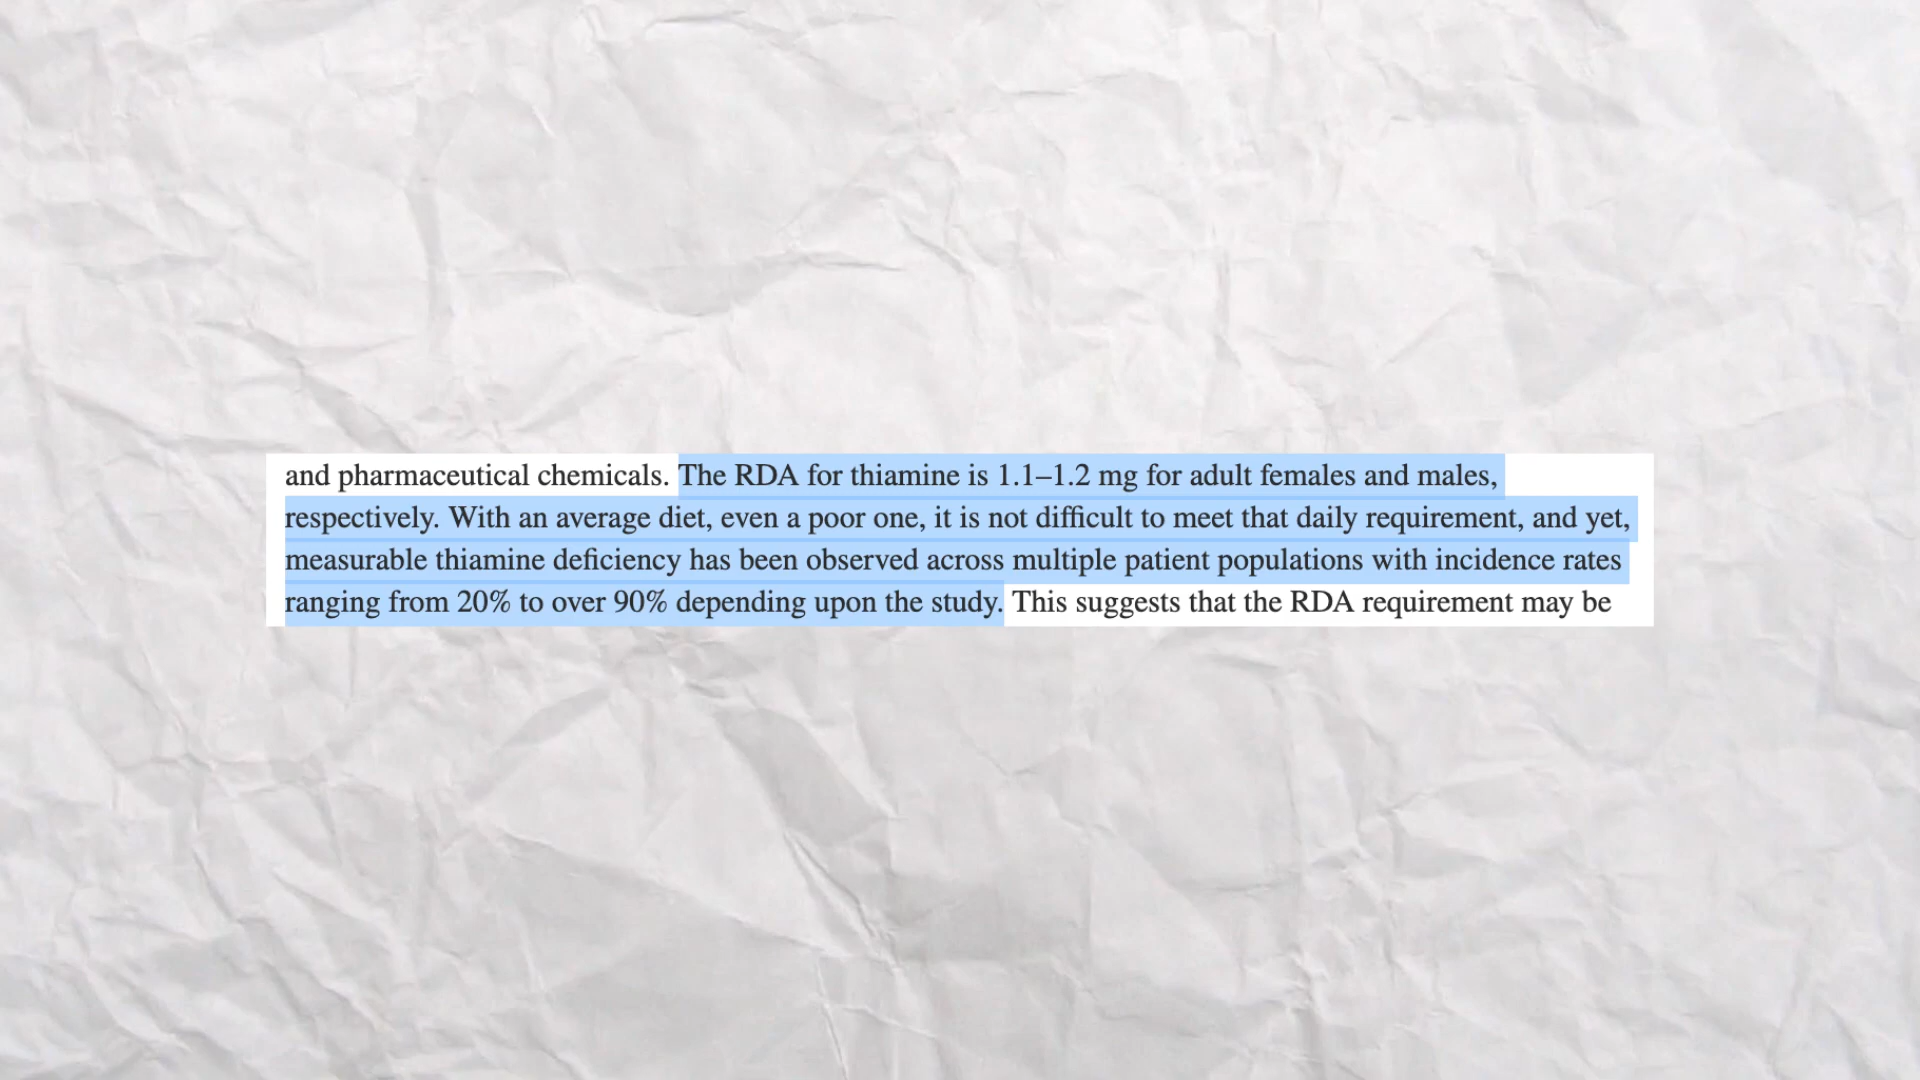 and pharmaceutical chemicals. The RDA for thiamine is 1.1–1.2 mg for adult females and males,
respectively. With an average diet, even a poor one, it is not difficult to meet that daily requirement, and yet,
measurable thiamine deficiency has been observed across multiple patient populations with incidence rates
ranging from 20% to over 90% depending upon the study. This suggests that the RDA requirement may be